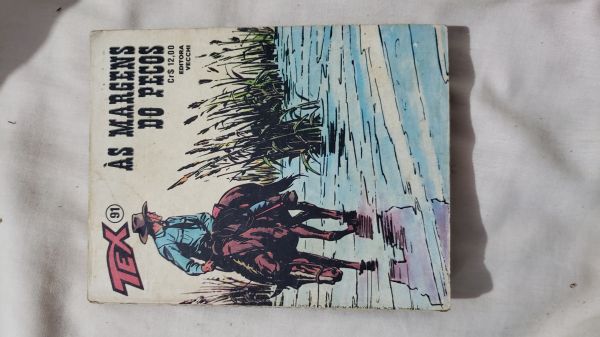 TEX
91
ÀS MARGENS
DO PECOS
Cr$ 12,00
EDITORA
VECCHI